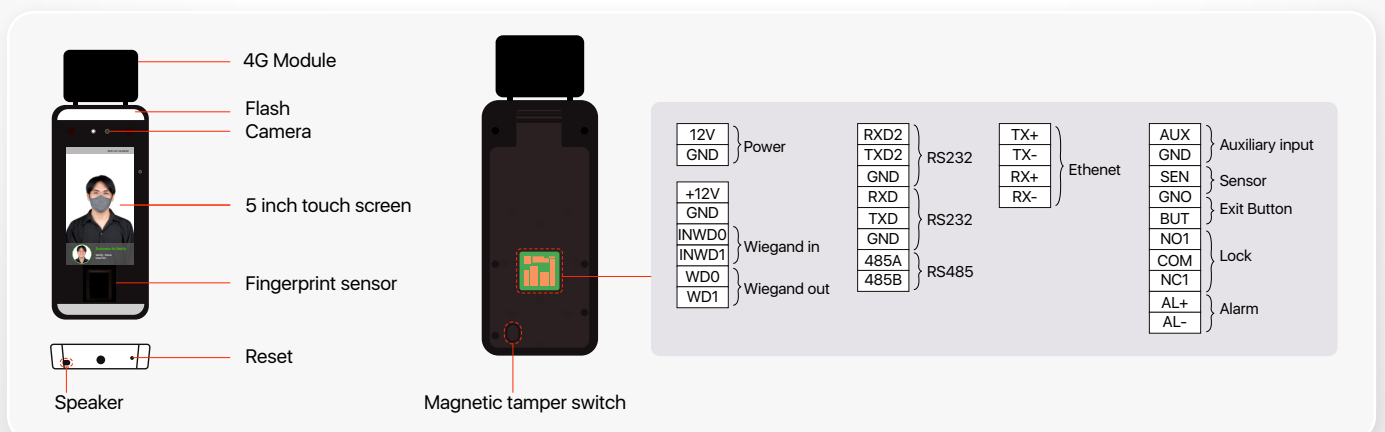 4G Module
Flash
Camera
5 inch touch screen
Fingerprint sensor
Reset
Speaker
Magnetic tamper switch
12V
GND
Power
+12V
GND
INWD0
INWD1
Wiegand in
WD0
WD1
Wiegand out
RXD2
TXD2
GND
RS232
RXD
TXD
GND
RS232
485A
485B
RS485
TX+
TX-
RX+
RX-
Ethenet
AUX
GND
Auxiliary input
SEN
Sensor
GNO
BUT
Exit Button
NO1
COM
NC1
Lock
AL+
AL-
Alarm